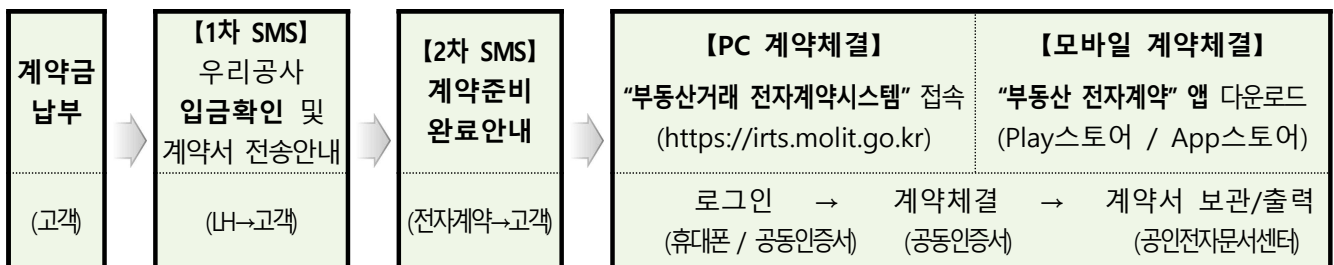 계약금
납부
(고객)
【1차 SMS】
우리공사
입금확인 및
계약서 전송안내
(LH→고객)
【2차 SMS】
계약준비
완료안내
(전자계약→고객)
【PC 계약체결】
“부동산거래 전자계약시스템” 접속
(https://irts.molit.go.kr)
【모바일 계약체결】
“부동산 전자계약” 앱 다운로드
(Play스토어 / App스토어)
로그인 → 계약체결 → 계약서 보관/출력
(휴대폰 / 공동인증서) (공동인증서) (공인전자문서센터)